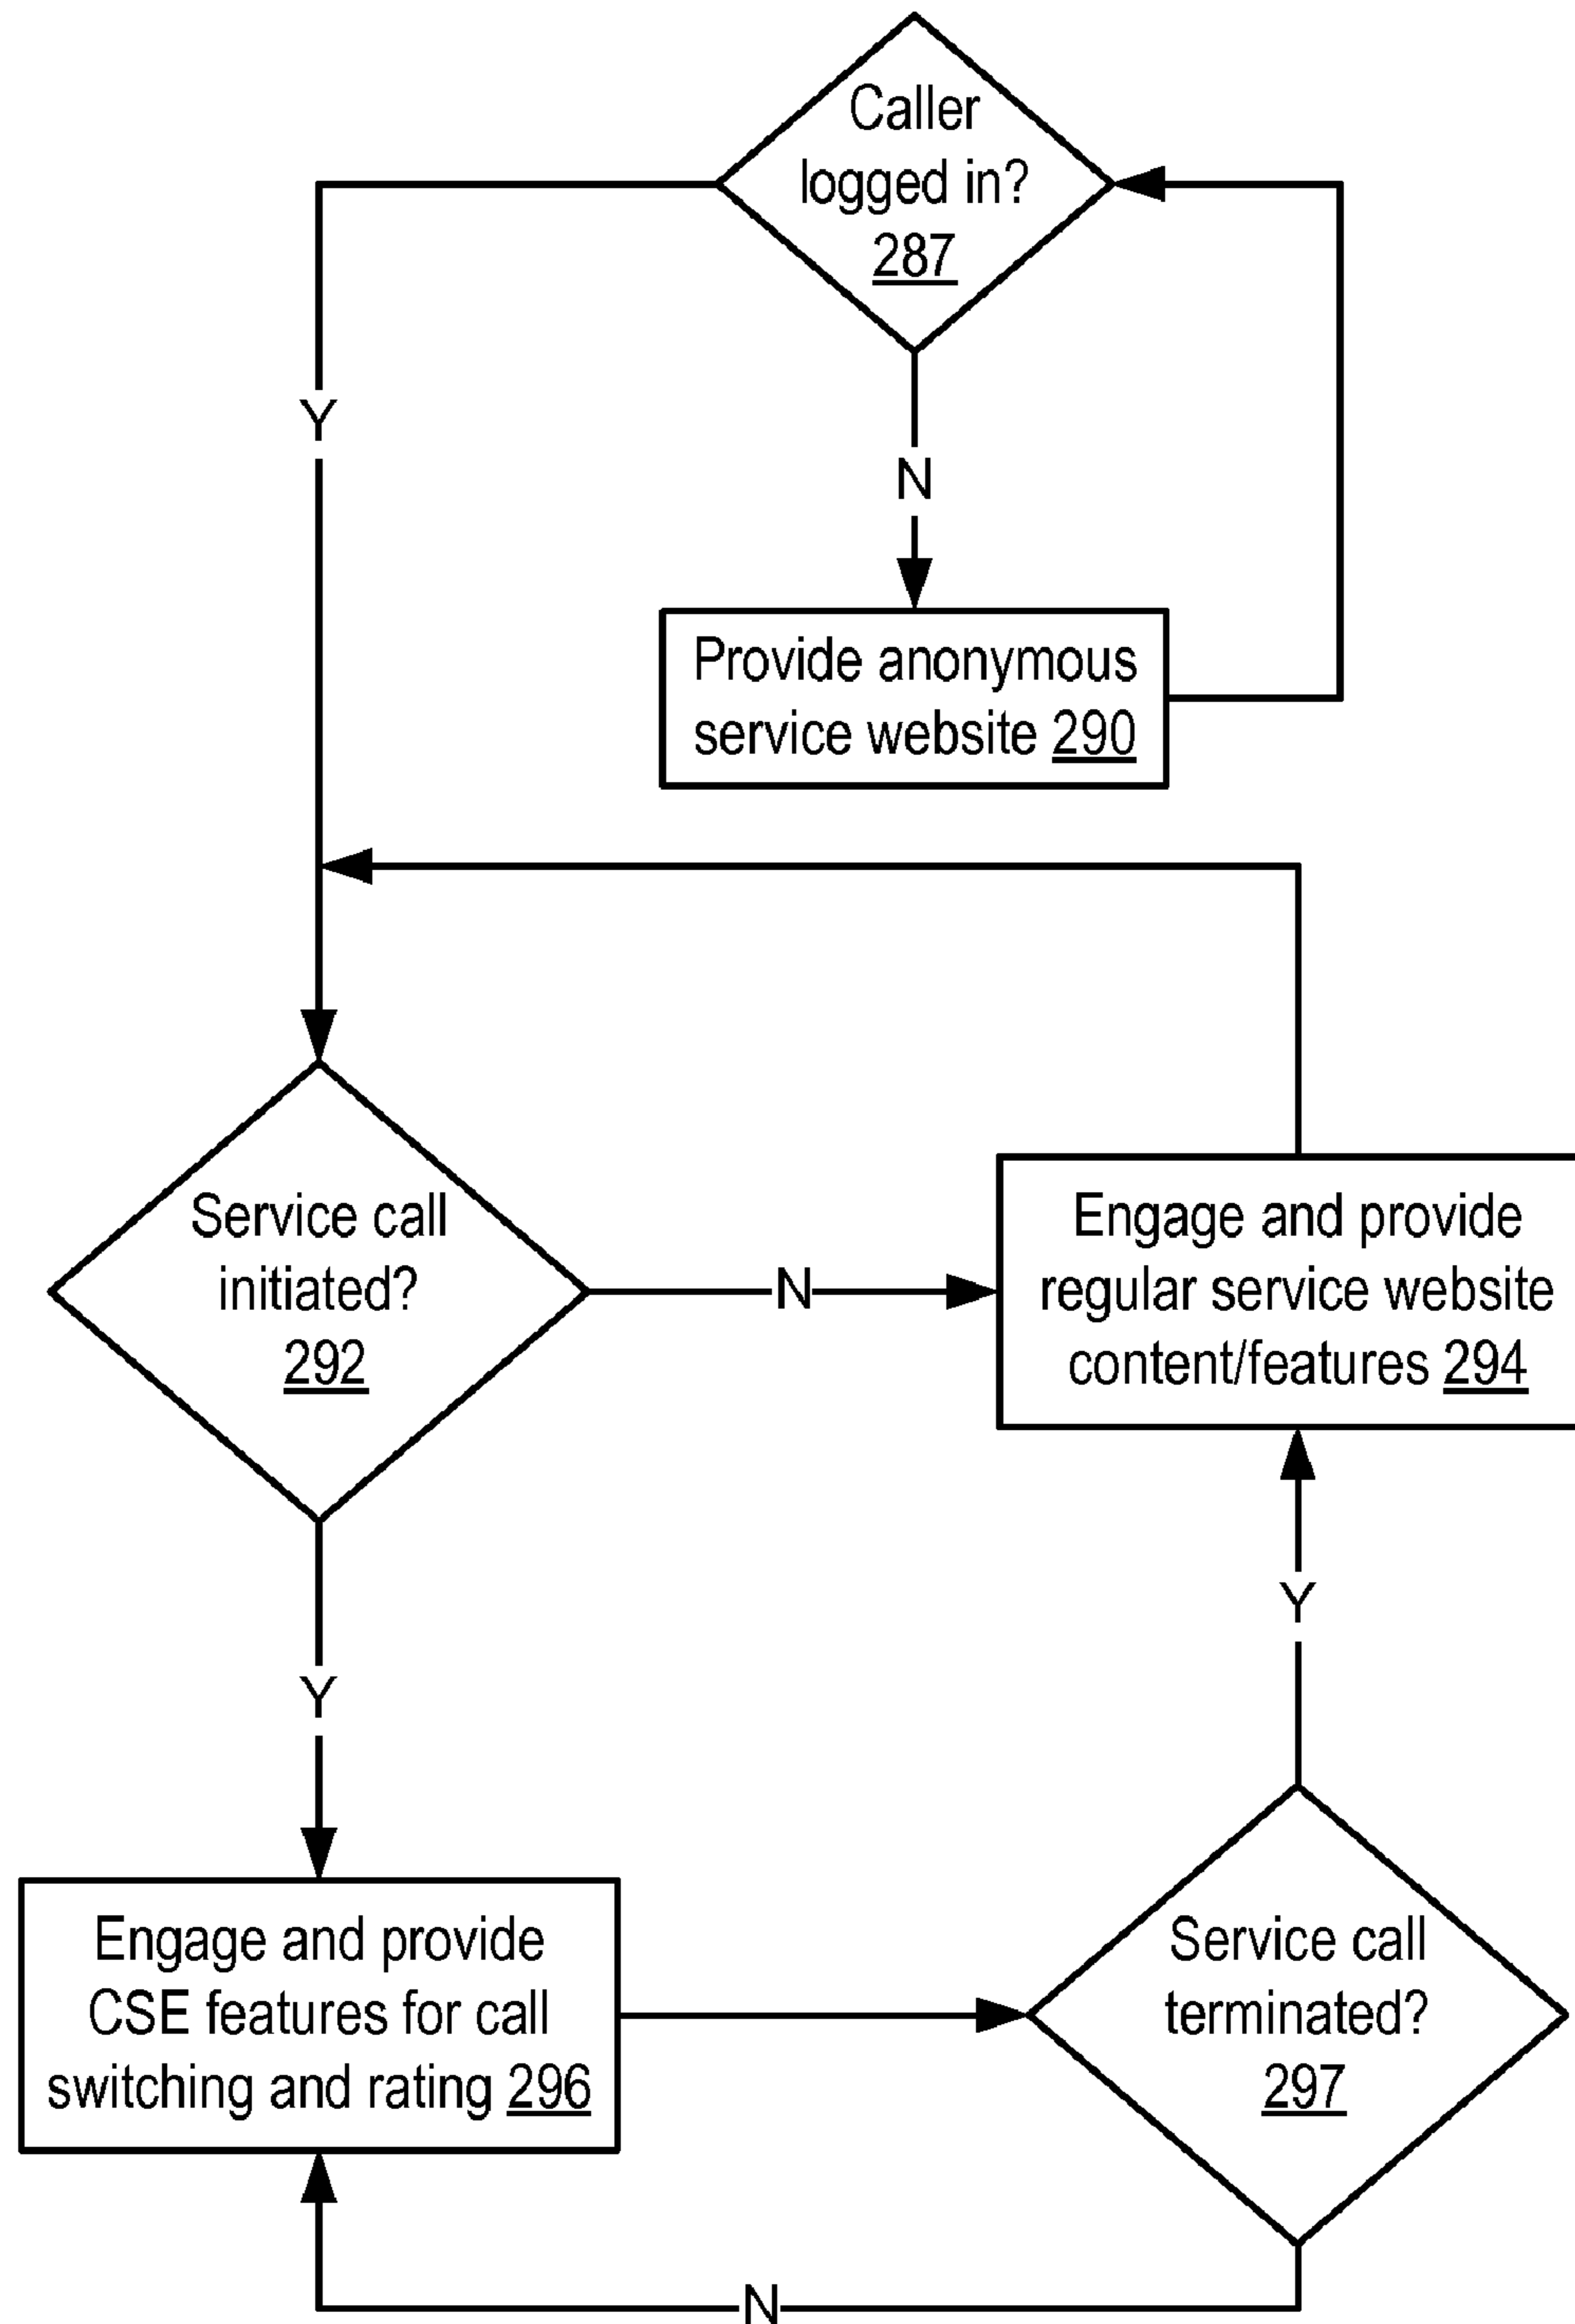 Caller
logged in?
287
Y
N
Provide anonymous
service website 290
Service call
initiated?
292
N
Engage and provide
regular service website
content/features 294
Y
Y
Engage and provide
CSE features for call
switching and rating 296
Service call
terminated?
297
N